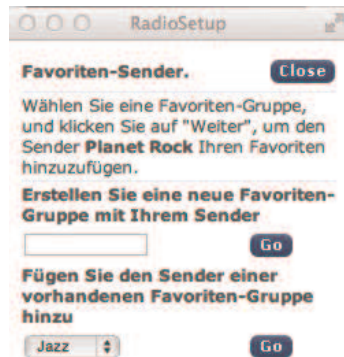 RadioSetup
Favoriten-Sender. Close
Wählen Sie eine Favoriten-Gruppe,
und klicken Sie auf "Weiter", um den
Sender Planet Rock Ihren Favoriten
hinzuzufügen.
Erstellen Sie eine neue Favoriten-
Gruppe mit Ihrem Sender
Go
Fügen Sie den Sender einer
vorhandenen Favoriten-Gruppe
hinzu
Jazz Go